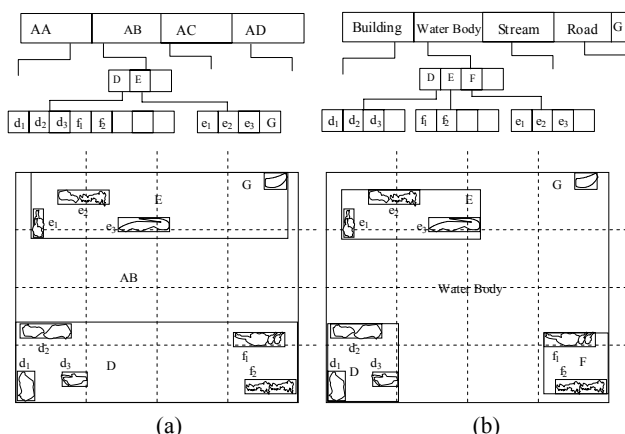 AA AB AC AD
D E
d₁ d₂ d₃ f₁ f₂ e₁ e₂ e₃ G
G
E
e₂
e₁
e₃
AB
d₂
f₁
d₁ d₃ D
f₂
(a)
Building Water Body Stream Road G
D E F
d₁ d₂ d₃ f₁ f₂ e₁ e₂ e₃
G
E
e₂
e₁
e₃
Water Body
d₂
f₁
d₁ D d₃
f₂ F
(b)